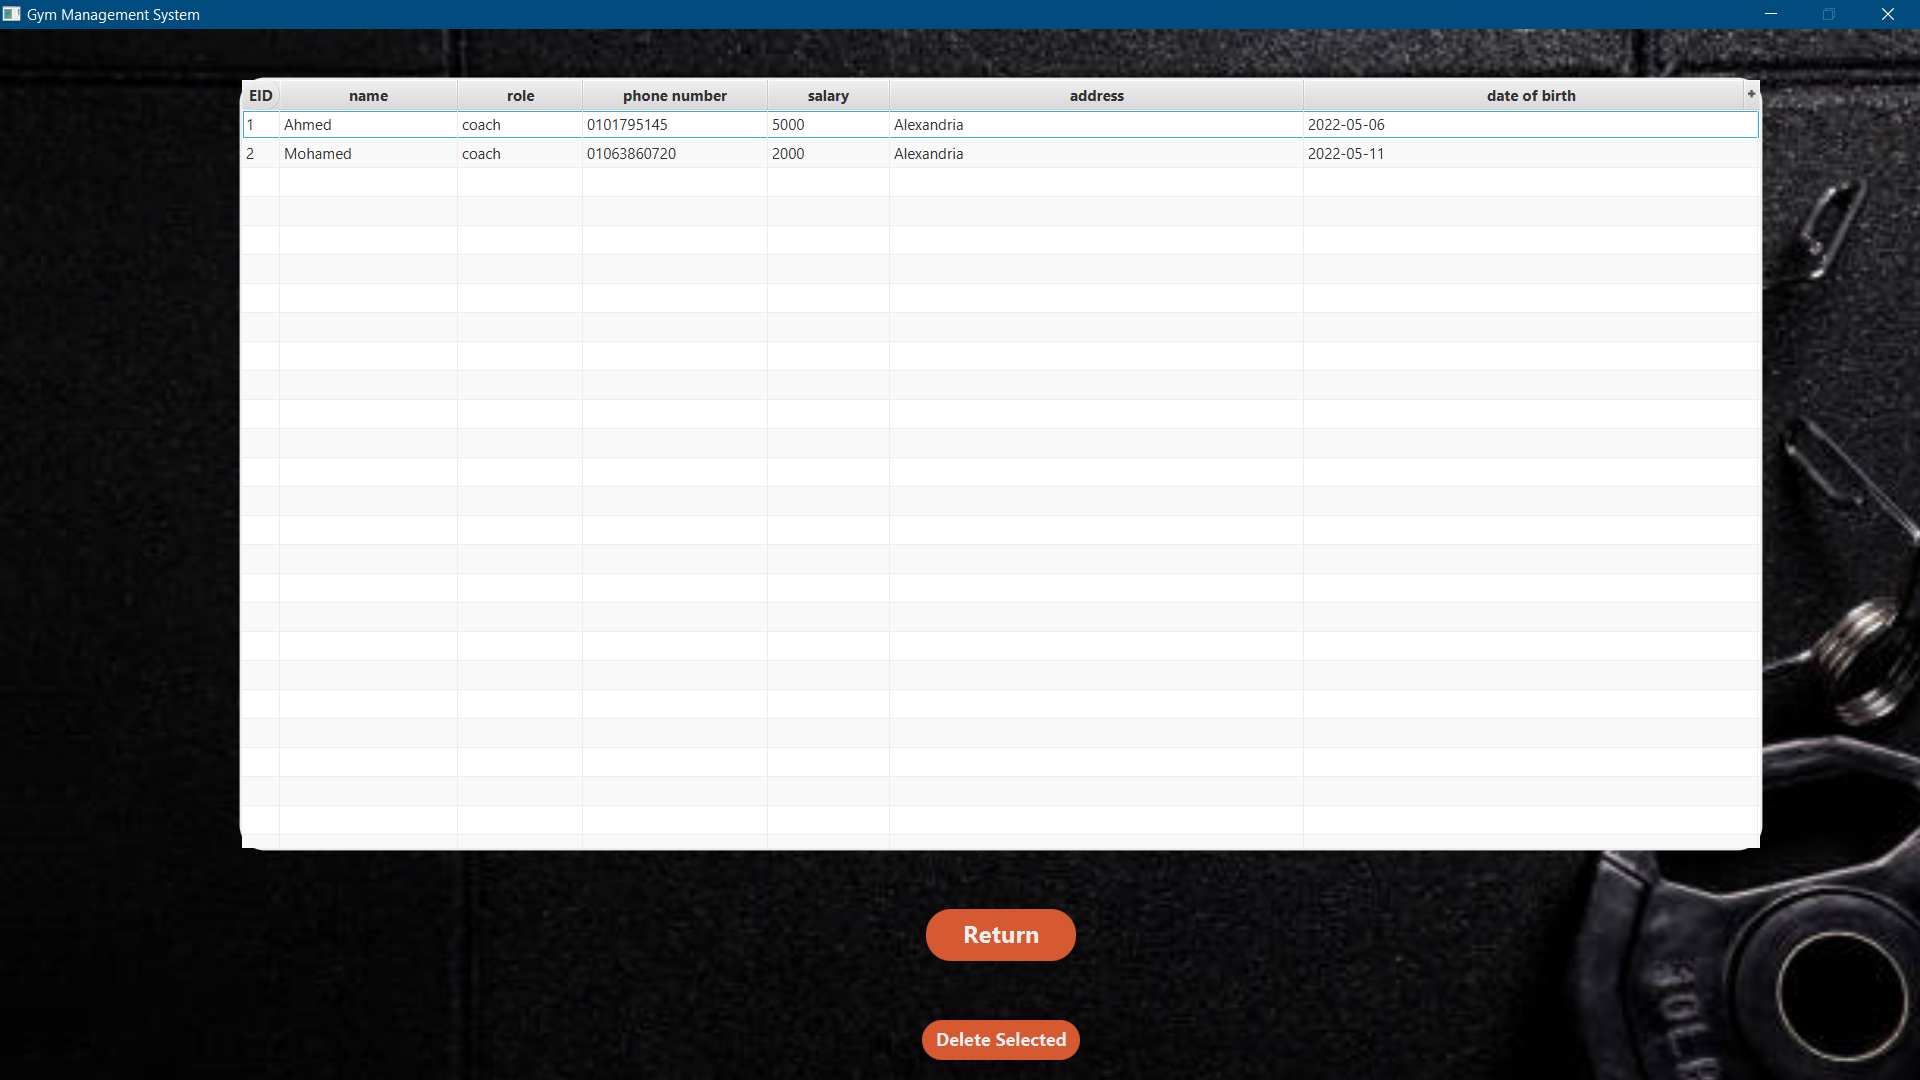 Gym Management System
EID name role phone number salary address date of birth +
1 Ahmed coach 0101795145 5000 Alexandria 2022-05-06
2 Mohamed coach 01063860720 2000 Alexandria 2022-05-11
Return
Delete Selected